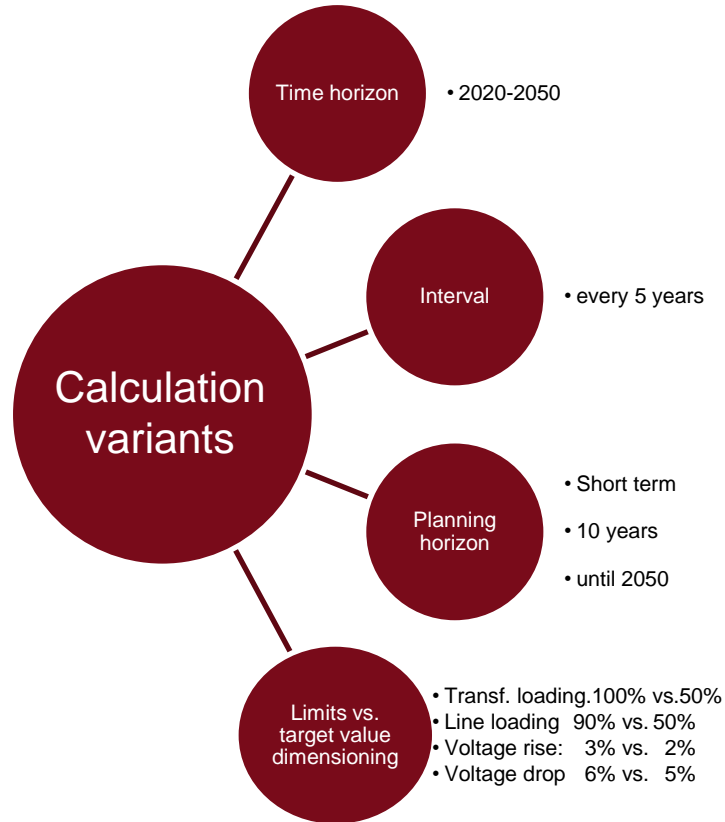 Time horizon
• 2020-2050
Interval
• every 5 years
Calculation
variants
Planning
horizon
• Short term
• 10 years
• until 2050
Limits vs.
target value
dimensioning
• Transf. loading.100% vs.50%
• Line loading 90% vs. 50%
• Voltage rise: 3% vs. 2%
• Voltage drop 6% vs. 5%